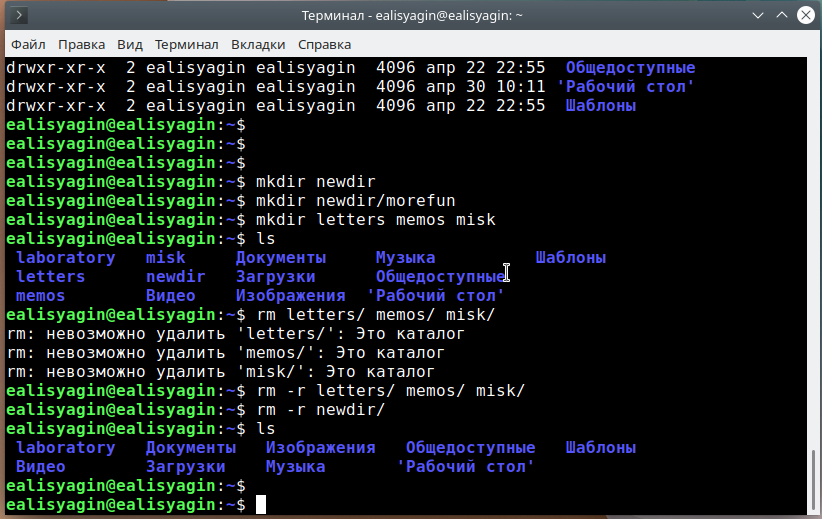 Терминал - ealisyagin@ealisyagin: ~
Файл Правка Вид Терминал Вкладки Справка
drwxr-xr-x 2 ealisyagin ealisyagin 4096 апр 22 22:55 Общедоступные
drwxr-xr-x 2 ealisyagin ealisyagin 4096 апр 30 10:11 'Рабочий стол'
drwxr-xr-x 2 ealisyagin ealisyagin 4096 апр 22 22:55 Шаблоны
ealisyagin@ealisyagin:~$
ealisyagin@ealisyagin:~$
ealisyagin@ealisyagin:~$
ealisyagin@ealisyagin:~$ mkdir newdir
ealisyagin@ealisyagin:~$ mkdir newdir/morefun
ealisyagin@ealisyagin:~$ mkdir letters memos misk
ealisyagin@ealisyagin:~$ ls
laboratory misk Документы Музыка Шаблоны
letters newdir Загрузки Общедоступные
memos Видео Изображения 'Рабочий стол'
ealisyagin@ealisyagin:~$ rm letters/ memos/ misk/
rm: невозможно удалить 'letters/': Это каталог
rm: невозможно удалить 'memos/': Это каталог
rm: невозможно удалить 'misk/': Это каталог
ealisyagin@ealisyagin:~$ rm -r letters/ memos/ misk/
ealisyagin@ealisyagin:~$ rm -r newdir/
ealisyagin@ealisyagin:~$ ls
laboratory Документы Изображения Общедоступные Шаблоны
Видео Загрузки Музыка 'Рабочий стол'
ealisyagin@ealisyagin:~$
ealisyagin@ealisyagin:~$